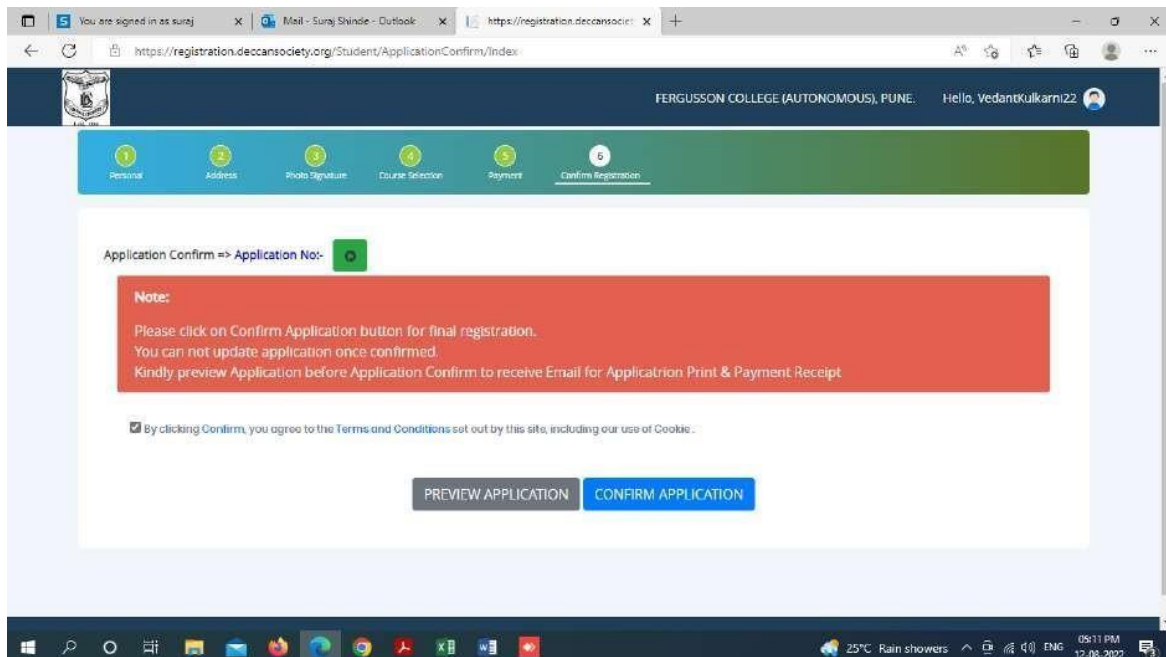 You are signed in as suraj
Mail - Suraj Shinde - Outlook
https://registration.deccansociet
https://registration.deccansociety.org/Student/ApplicationConfirm/Index
FERGUSSON COLLEGE (AUTONOMOUS), PUNE.
Hello, VedantKulkarni22
1
2
3
4
5
6
Personal
Address
Photo Signature
Course Selection
Payment
Confirm Registration
Application Confirm => Application No:-
Note:
Please click on Confirm Application button for final registration.
You can not update application once confirmed.
Kindly preview Application before Application Confirm to receive Email for Applicatrion Print & Payment Receipt
By clicking Confirm, you agree to the Terms and Conditions set out by this site, including our use of Cookie .
PREVIEW APPLICATION
CONFIRM APPLICATION
25°C Rain showers
ENG
05:11 PM
12-08-2022